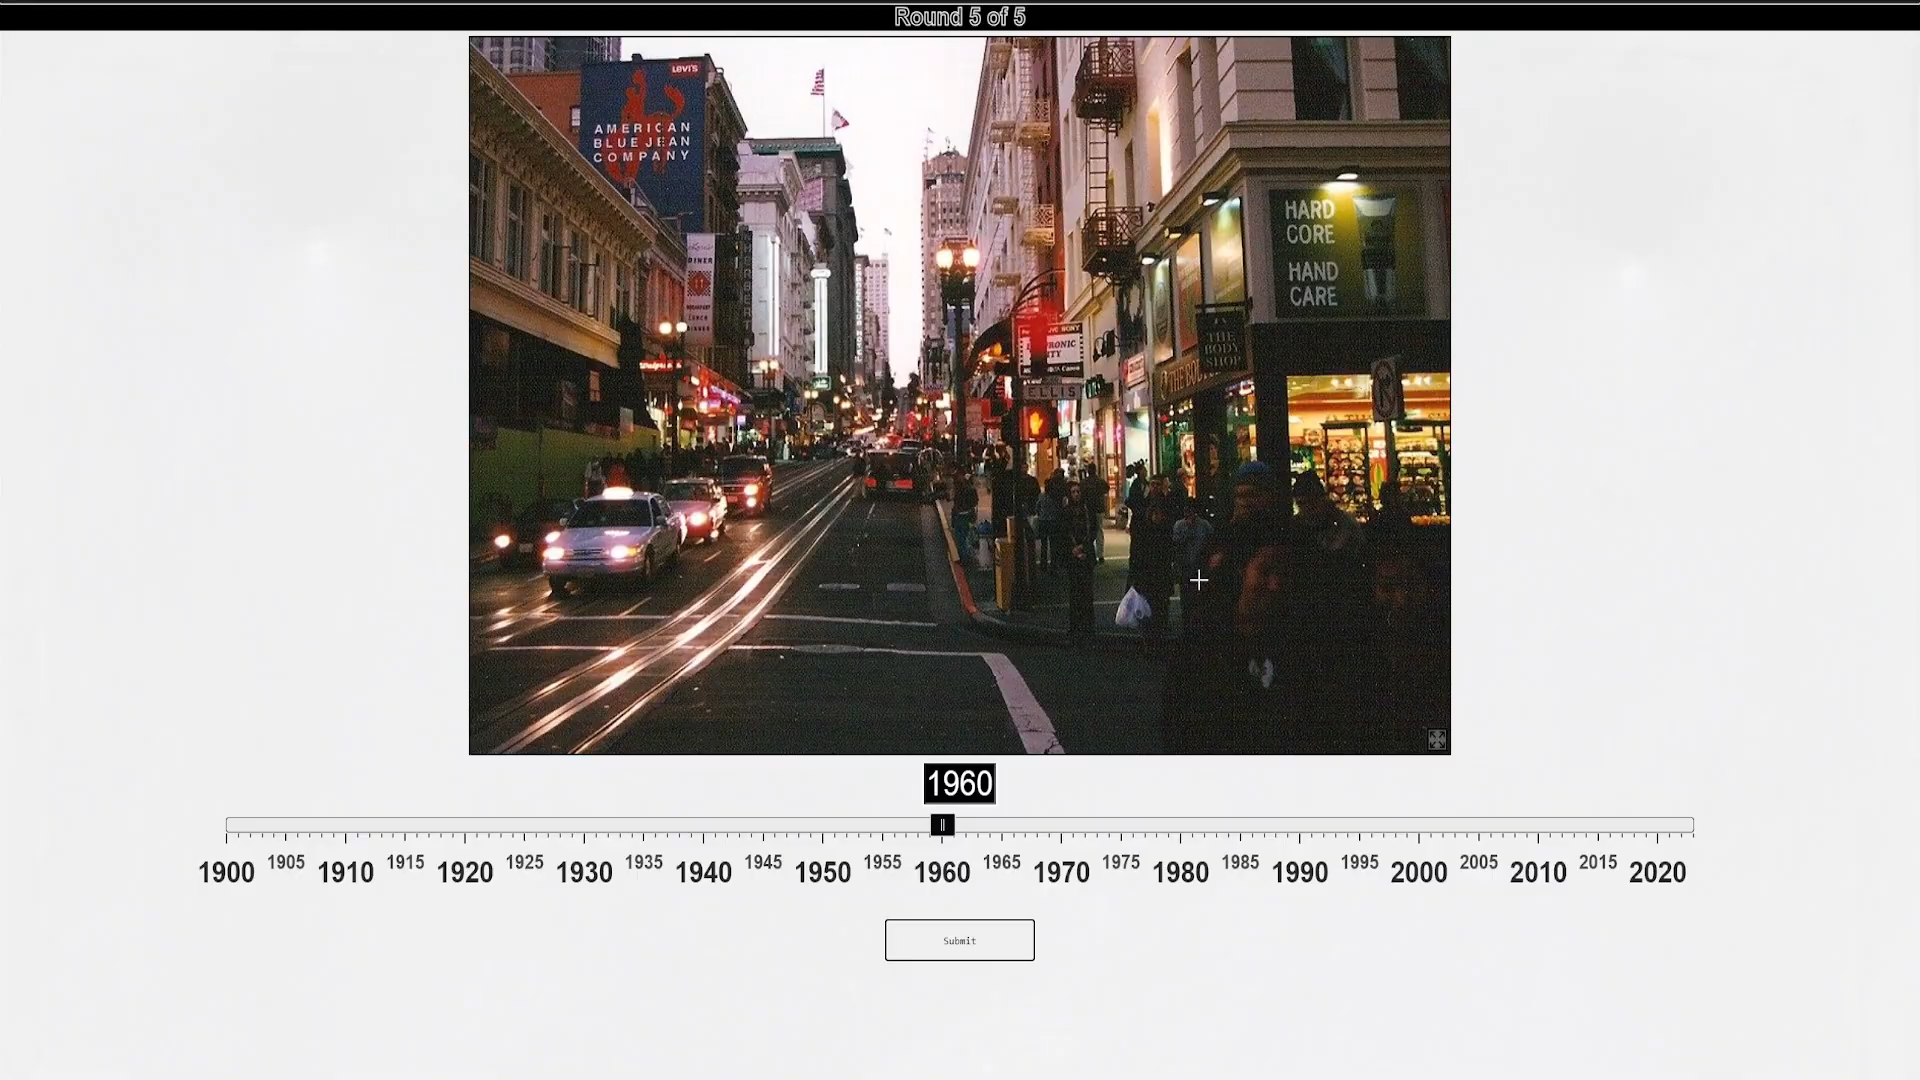 Round 5 of 5
LEVI'S
AMERICAN
BLUE JEAN
COMPANY
DINER
HARD
CORE
HAND
CARE
THE
BODY
SHOP
ELLIS
1960
1900 1905 1910 1915 1920 1925 1930 1935 1940 1945 1950 1955 1960 1965 1970 1975 1980 1985 1990 1995 2000 2005 2010 2015 2020
Submit